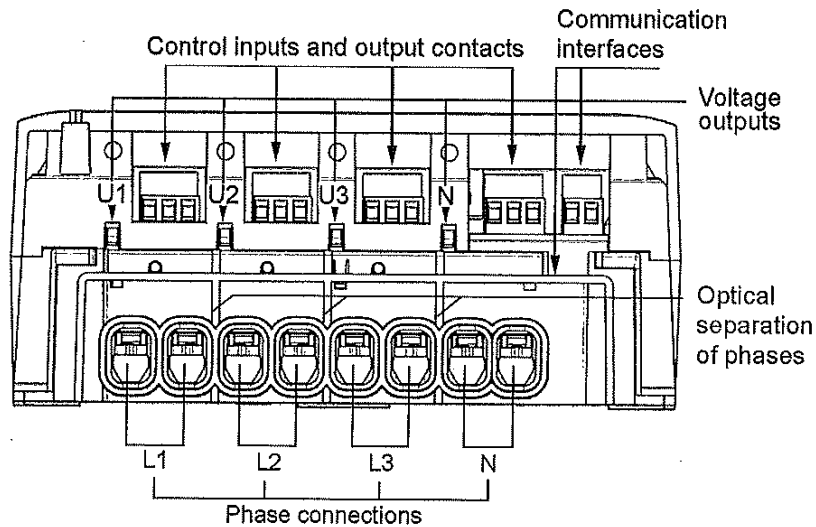 Communication
interfaces
Control inputs and output contacts
Voltage
outputs
U1 U2 U3 N
Optical
separation
of phases
L1 L2 L3 N
Phase connections